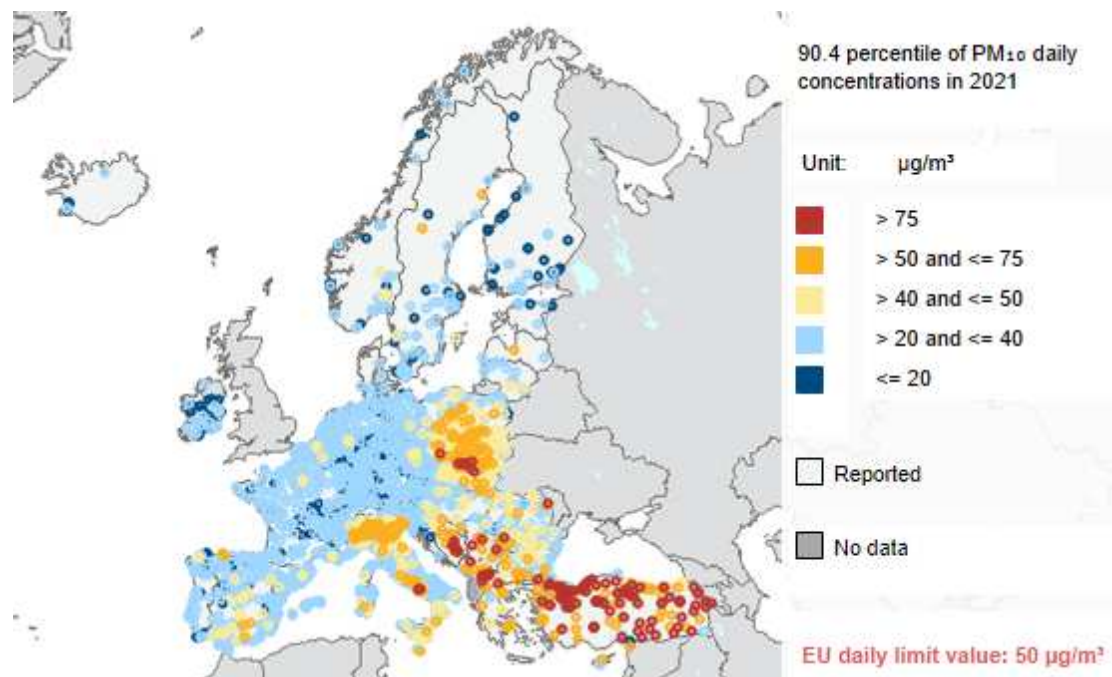 90.4 percentile of PM₁₀ daily
concentrations in 2021
Unit: µg/m³
> 75
> 50 and <= 75
> 40 and <= 50
> 20 and <= 40
<= 20
Reported
No data
EU daily limit value: 50 µg/m³